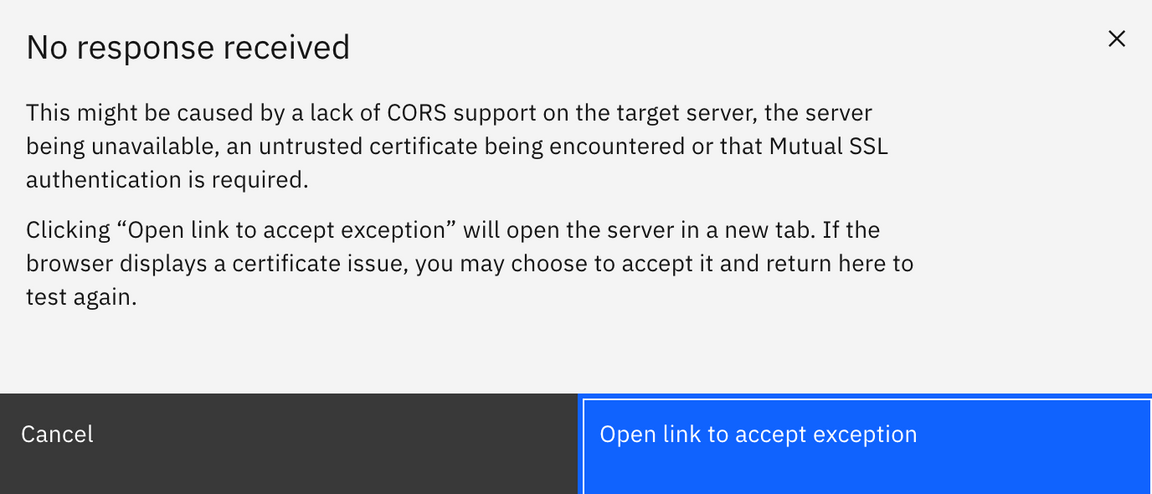 No response received
This might be caused by a lack of CORS support on the target server, the server
being unavailable, an untrusted certificate being encountered or that Mutual SSL
authentication is required.
Clicking “Open link to accept exception” will open the server in a new tab. If the
browser displays a certificate issue, you may choose to accept it and return here to
test again.
Cancel
Open link to accept exception